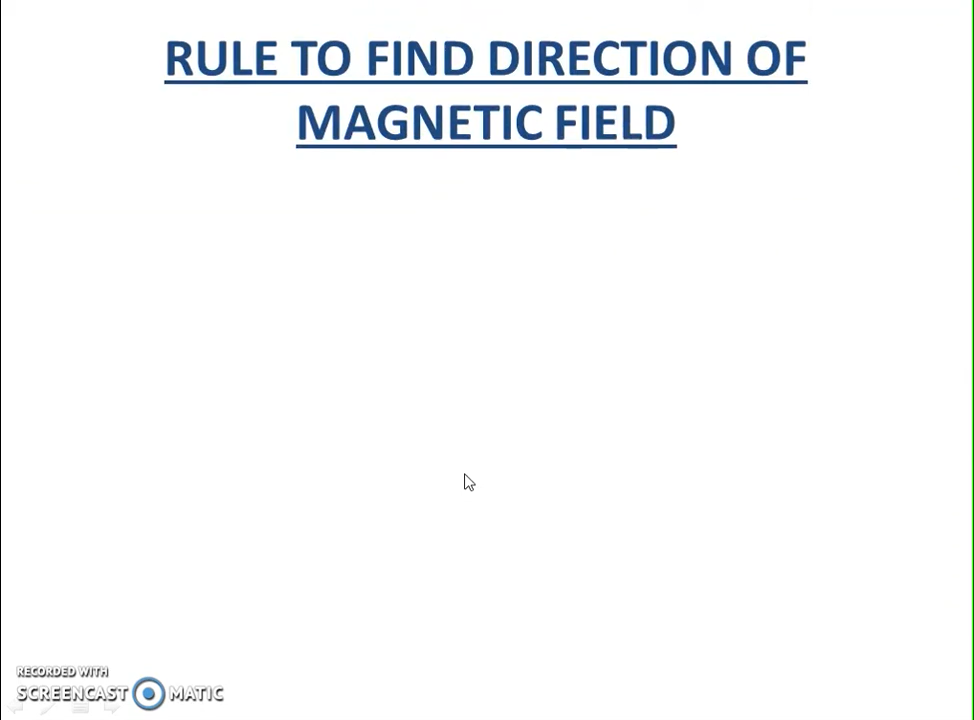 RULE TO FIND DIRECTION OF
MAGNETIC FIELD
RECORDED WITH
SCREENCAST MATIC